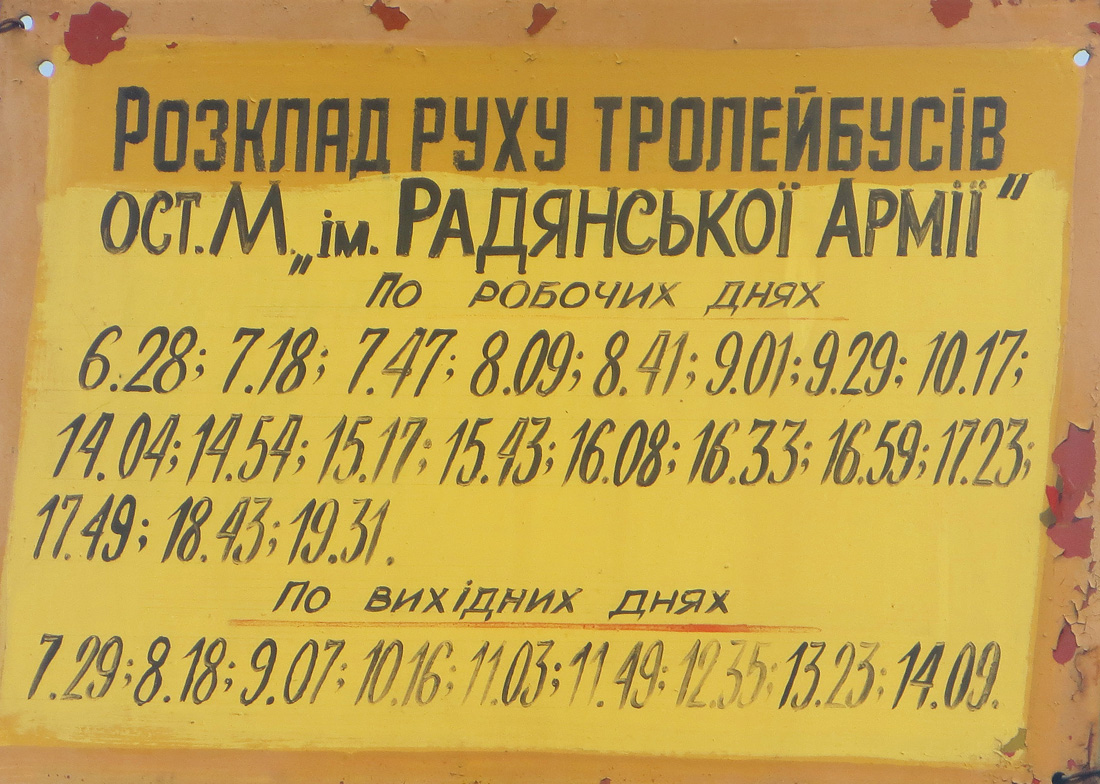 Розклад руху тролейбусів
ост. М. „ім. Радянської Армії"
По робочих днях
6.28; 7.18; 7.47; 8.09; 8.41; 9.01; 9.29; 10.17;
14.04; 14.54; 15.17; 15.43; 16.08; 16.33; 16.59; 17.23;
17.49; 18.43; 19.31.
По вихідних днях
7.29; 8.18; 9.07; 10.16; 11.03; 11.49; 12.35; 13.23; 14.09.